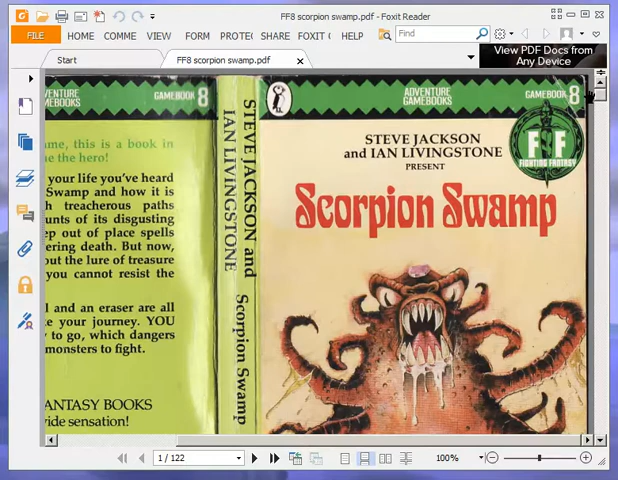 FF8 scorpion swamp.pdf - Foxit Reader
FILE HOME COMME VIEW FORM PROTE SHARE FOXIT C HELP Find
Start
FF8 scorpion swamp.pdf
View PDF Docs from
Any Device
VENTURE
MEBOOKS
GAMEBOOK 8
me, this is a book in
e the hero!
your life you've heard
Swamp and how it is
h treacherous paths
unts of its disgusting
ep out of place spells
ering death. But now,
out the lure of treasure
you cannot resist the
l and an eraser are all
e your journey. YOU
y to go, which dangers
monsters to fight.
ANTASY BOOKS
vide sensation!
STEVE JACKSON and
IAN LIVINGSTONE
Scorpion Swamp
ADVENTURE
GAMEBOOKS
GAMEBOOK 8
STEVE JACKSON
and IAN LIVINGSTONE
PRESENT
FF
FIGHTING FANTASY
Scorpion Swamp
1 / 122
100%